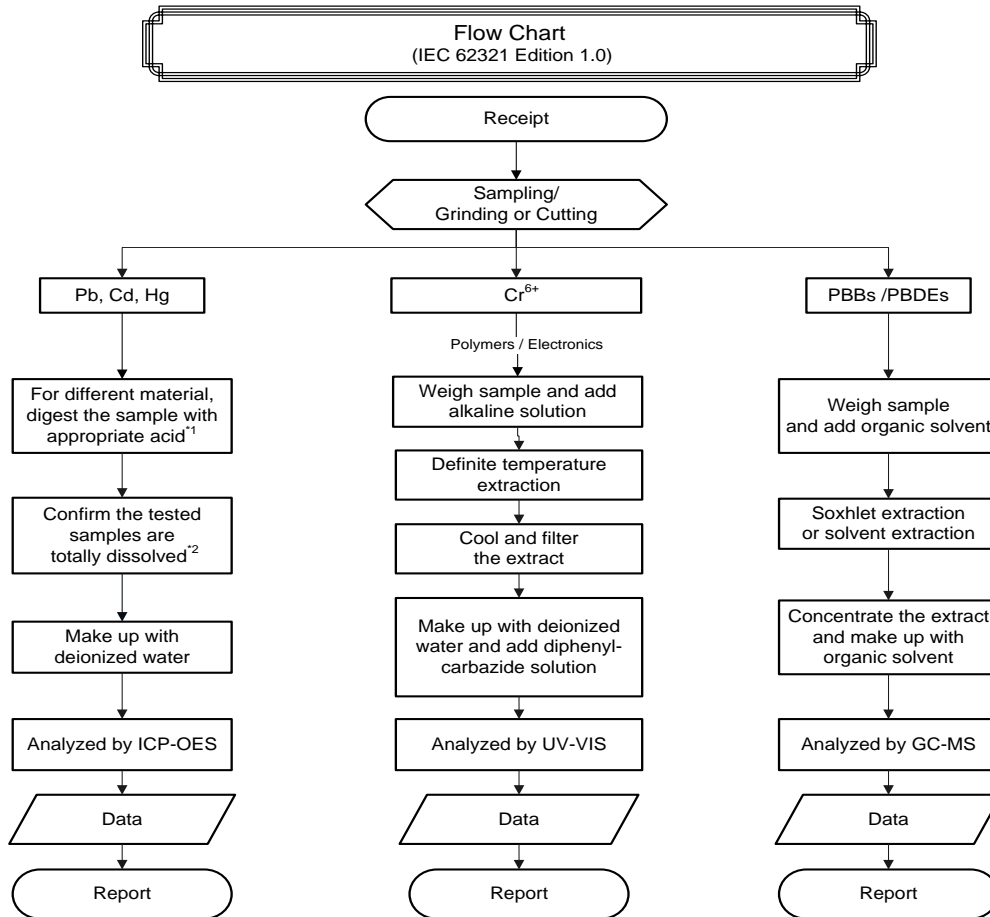 Flow Chart
(IEC 62321 Edition 1.0)
Receipt
Sampling/
Grinding or Cutting
Pb, Cd, Hg
For different material,
digest the sample with
appropriate acid*1
Confirm the tested
samples are
totally dissolved*2
Make up with
deionized water
Analyzed by ICP-OES
Data
Report
Cr6+
Polymers / Electronics
Weigh sample and add
alkaline solution
Definite temperature
extraction
Cool and filter
the extract
Make up with deionized
water and add diphenyl-
carbazide solution
Analyzed by UV-VIS
Data
Report
PBBs /PBDEs
Weigh sample
and add organic solvent
Soxhlet extraction
or solvent extraction
Concentrate the extract
and make up with
organic solvent
Analyzed by GC-MS
Data
Report